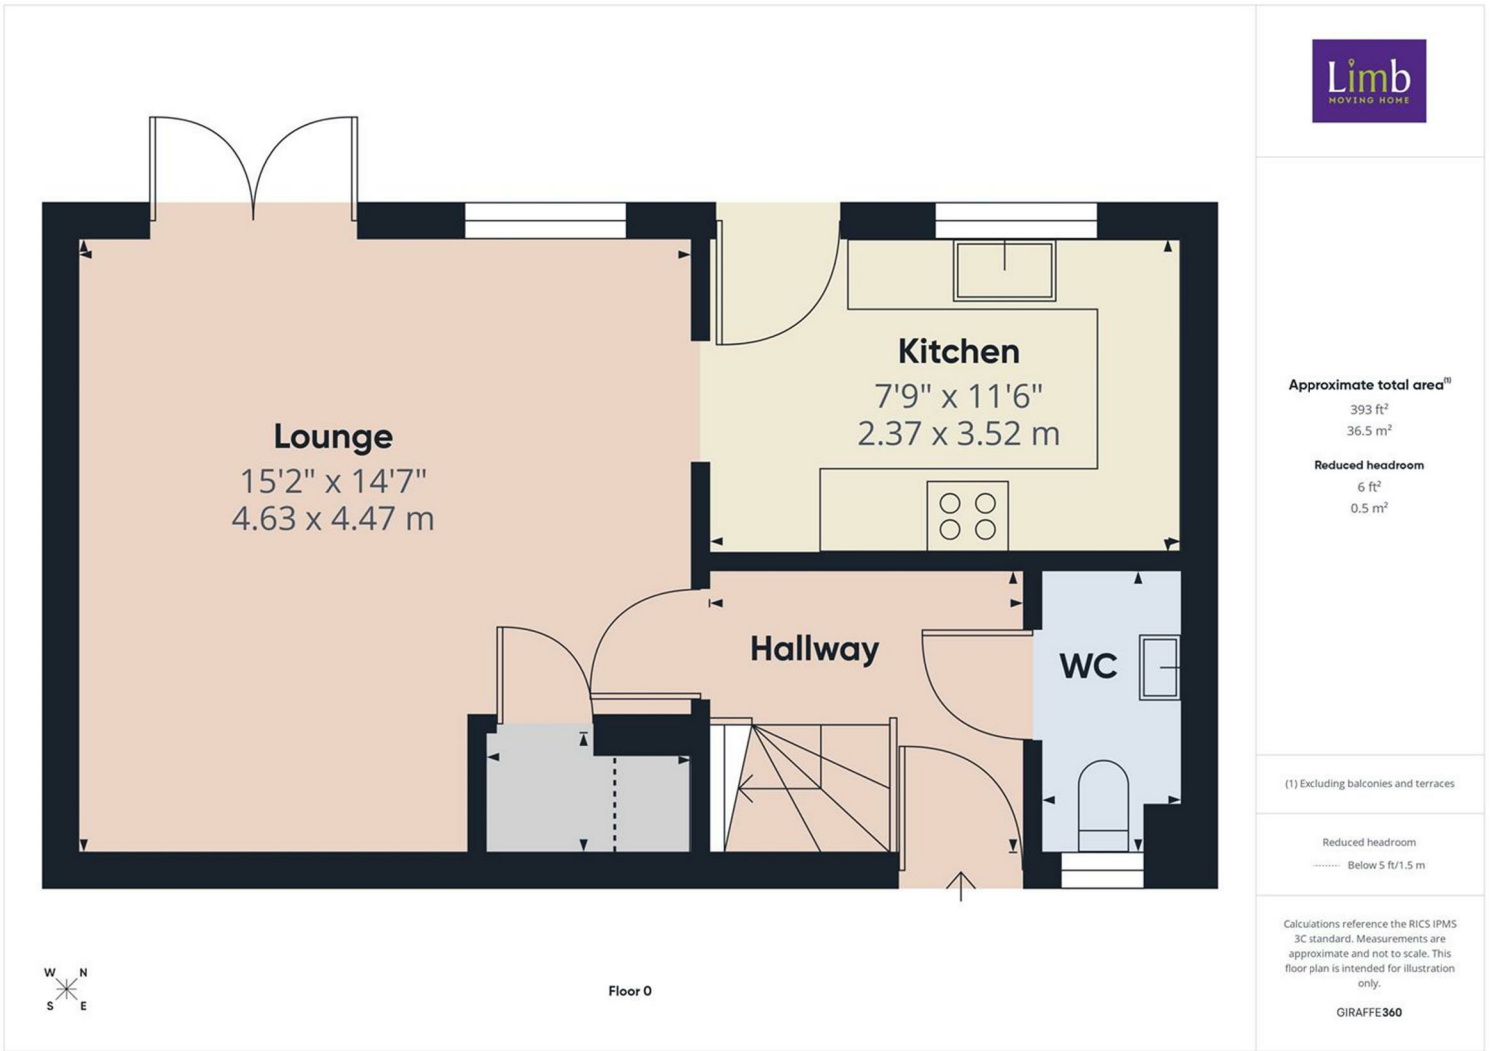 Limb
MOVING HOME
Lounge
15'2" x 14'7"
4.63 x 4.47 m
Kitchen
7'9" x 11'6"
2.37 x 3.52 m
Hallway
WC
W N
S E
Floor 0
Approximate total area(1)
393 ft²
36.5 m²
Reduced headroom
6 ft²
0.5 m²
(1) Excluding balconies and terraces
Reduced headroom
Below 5 ft/1.5 m
Calculations reference the RICS IPMS
3C standard. Measurements are
approximate and not to scale. This
floor plan is intended for illustration
only.
GIRAFFE360